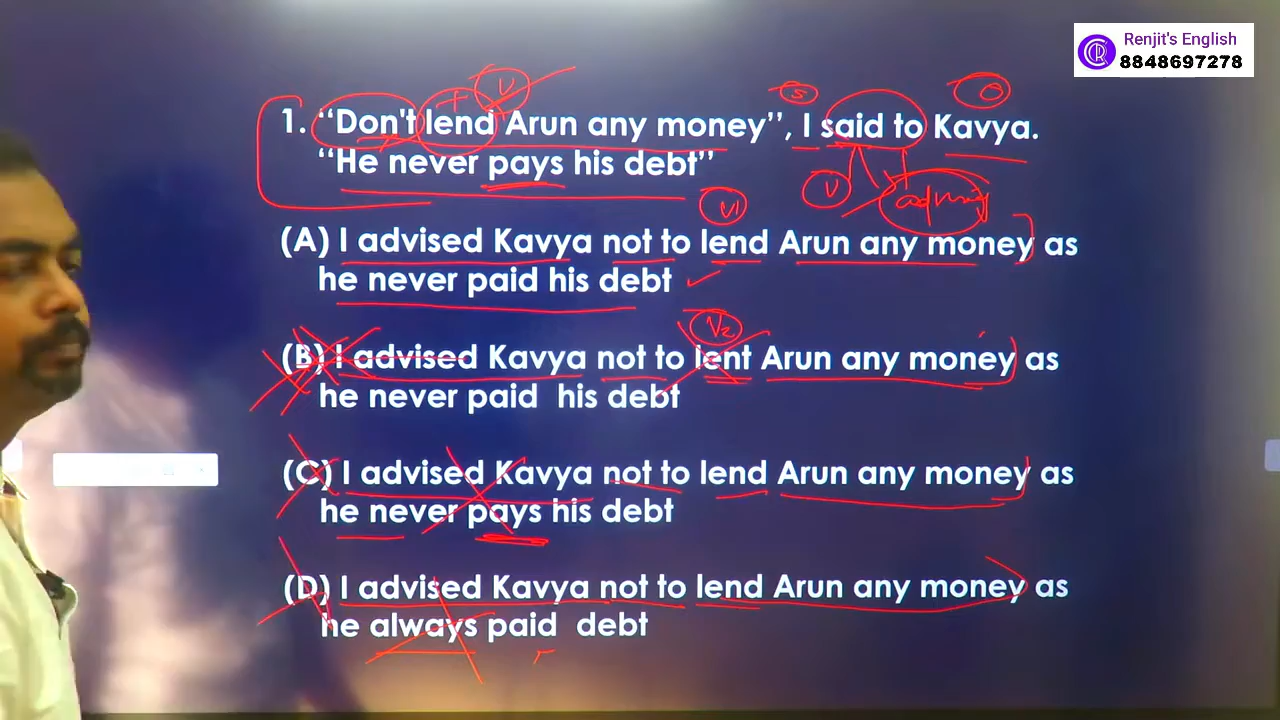 Renjit's English
8848697278
1. “Don't lend Arun any money”, I said to Kavya.
“He never pays his debt”
(A) I advised Kavya not to lend Arun any money as
he never paid his debt
(B) I advised Kavya not to lent Arun any money as
he never paid his debt
(C) I advised Kavya not to lend Arun any money as
he never pays his debt
(D) I advised Kavya not to lend Arun any money as
he always paid debt